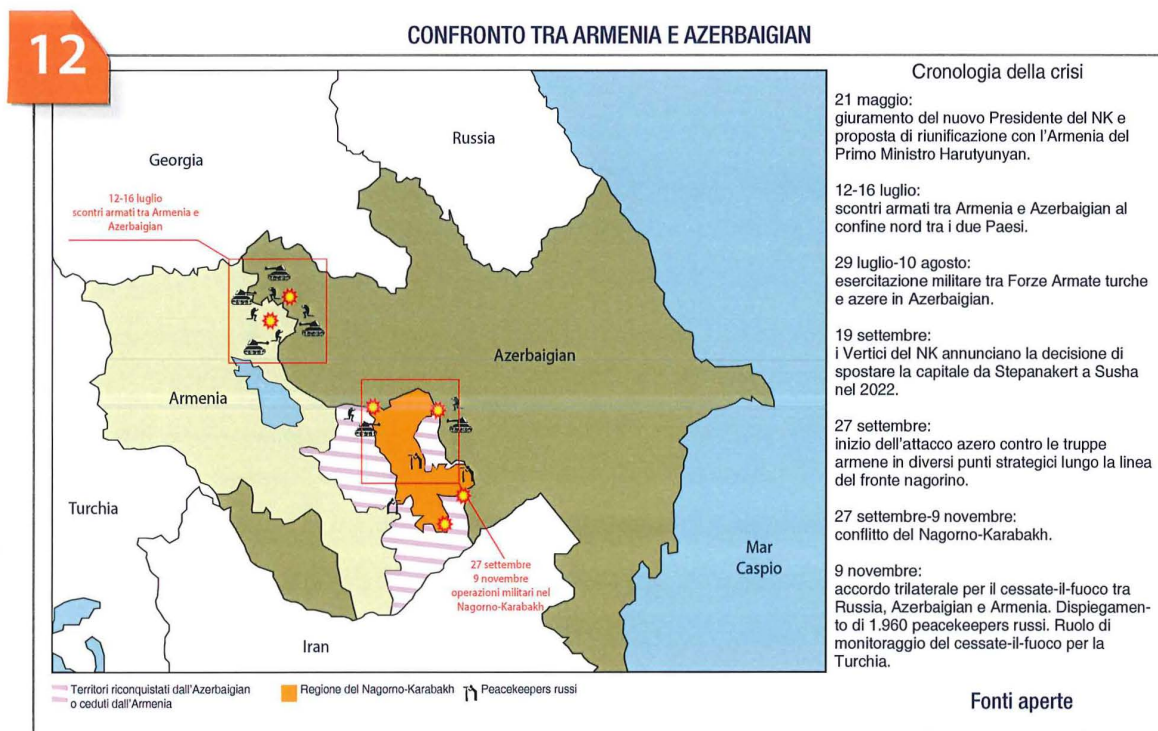 12
CONFRONTO TRA ARMENIA E AZERBAIGIAN
Georgia
Russia
12-16 luglio
scontri armati tra Armenia e
Azerbaigian
Azerbaigian
Armenia
Turchia
Mar
Caspio
27 settembre
9 novembre
operazioni militari nel
Nagorno-Karabakh
Iran
Territori riconquistati dall'Azerbaigian
o ceduti dall'Armenia
Regione del Nagorno-Karabakh
Peacekeepers russi
Cronologia della crisi
21 maggio:
giuramento del nuovo Presidente del NK e
proposta di riunificazione con l'Armenia del
Primo Ministro Harutyunyan.
12-16 luglio:
scontri armati tra Armenia e Azerbaigian al
confine nord tra i due Paesi.
29 luglio-10 agosto:
esercitazione militare tra Forze Armate turche
e azere in Azerbaigian.
19 settembre:
i Vertici del NK annunciano la decisione di
spostare la capitale da Stepanakert a Susha
nel 2022.
27 settembre:
inizio dell'attacco azero contro le truppe
armene in diversi punti strategici lungo la linea
del fronte nagorino.
27 settembre-9 novembre:
conflitto del Nagorno-Karabakh.
9 novembre:
accordo trilaterale per il cessate-il-fuoco tra
Russia, Azerbaigian e Armenia. Dispiegamen-
to di 1.960 peacekeepers russi. Ruolo di
monitoraggio del cessate-il-fuoco per la
Turchia.
Fonti aperte